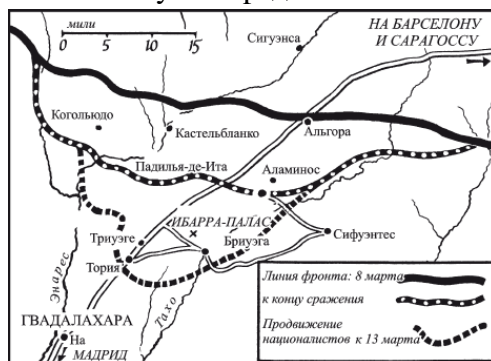 мили
0 5 10 15
НА БАРСЕЛОНУ
И САРАГОССУ
Сигуэнса
Когольюдо
Кастельбланко
Альгора
Падилья-де-Ита
Аламинос
ИБАРРА-ПАЛАС
Триуэге
Бриуэга
Сифуэнтес
Тория
Энарес
Тахо
ГВАДАЛАХАРА
На
МАДРИД
Линия фронта: 8 марта
к концу сражения
Продвижение
националистов к 13 марта